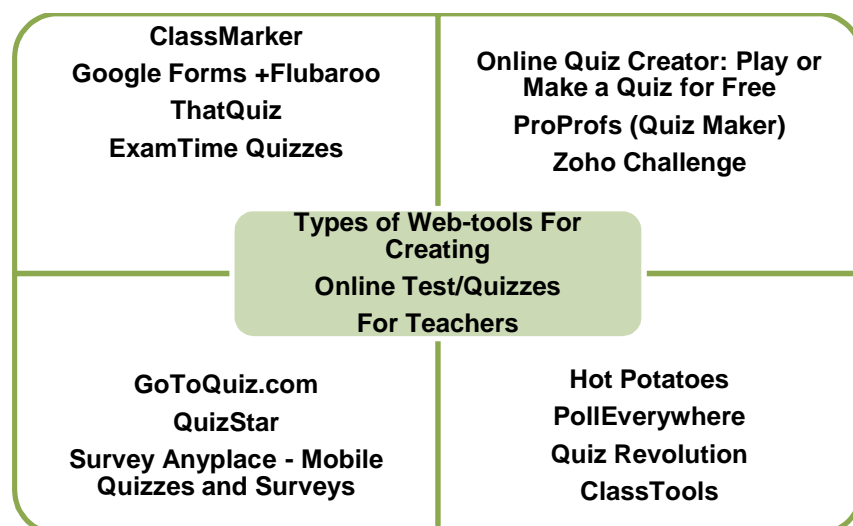 ClassMarker
Google Forms +Flubaroo
ThatQuiz
ExamTime Quizzes
Online Quiz Creator: Play or
Make a Quiz for Free
ProProfs (Quiz Maker)
Zoho Challenge
Types of Web-tools For
Creating
Online Test/Quizzes
For Teachers
GoToQuiz.com
QuizStar
Survey Anyplace - Mobile
Quizzes and Surveys
Hot Potatoes
PollEverywhere
Quiz Revolution
ClassTools